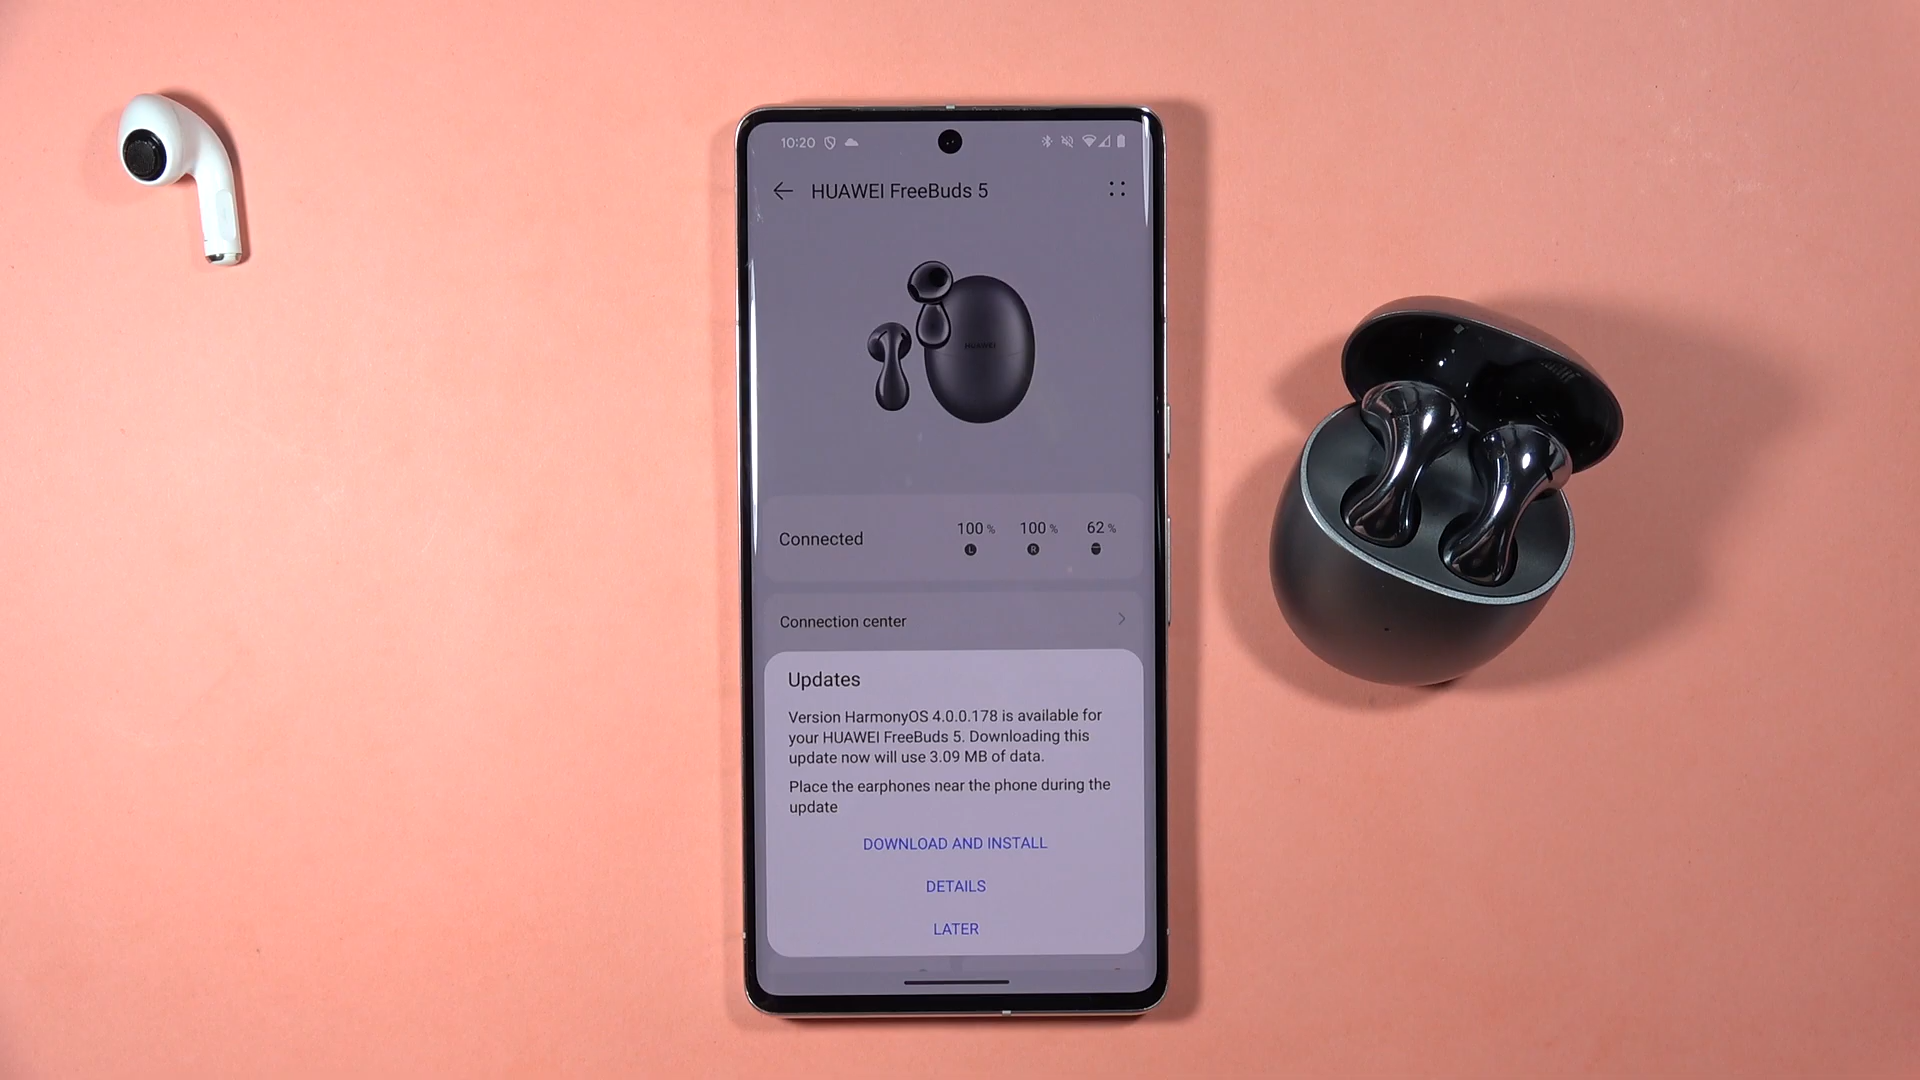 10:20
HUAWEI FreeBuds 5
HUAWEI
Connected
100 % 100 % 62 %
L R
Connection center
Updates
Version HarmonyOS 4.0.0.178 is available for
your HUAWEI FreeBuds 5. Downloading this
update now will use 3.09 MB of data.
Place the earphones near the phone during the
update
DOWNLOAD AND INSTALL
DETAILS
LATER